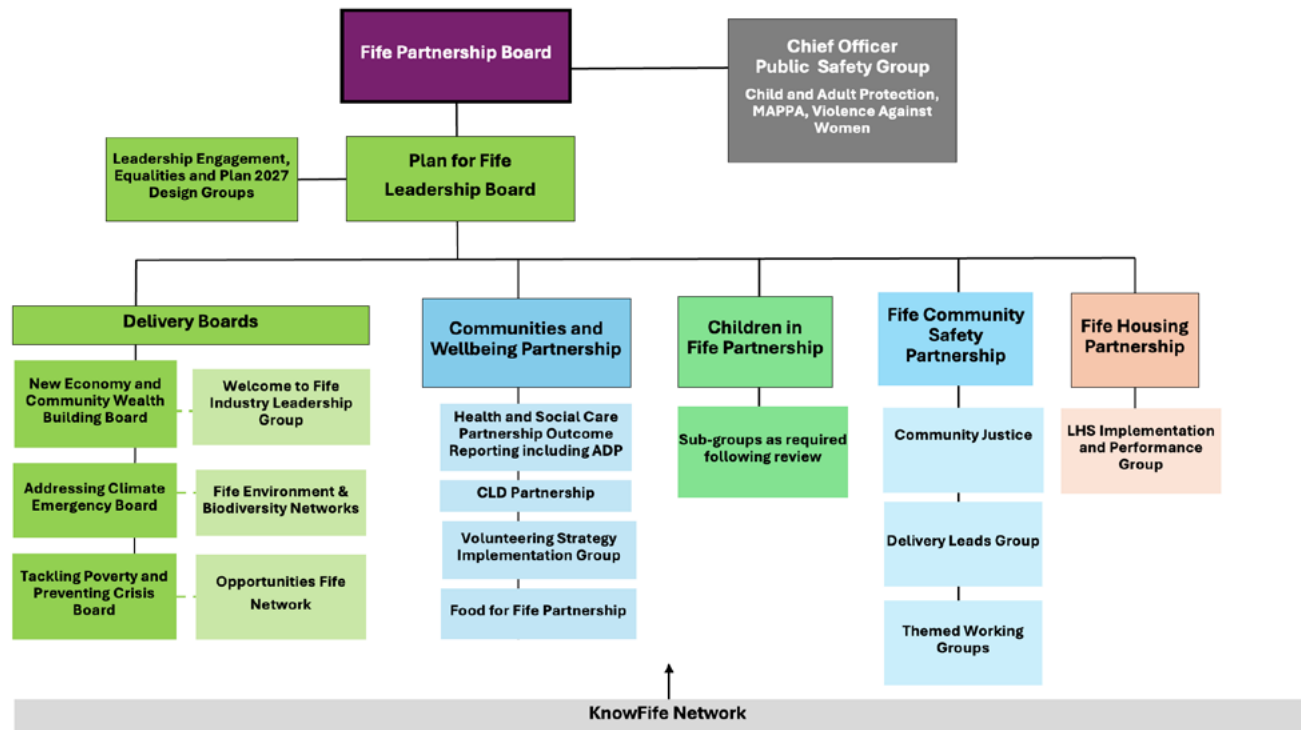 Fife Partnership Board
Chief Officer
Public Safety Group
Child and Adult Protection,
MAPPA, Violence Against
Women
Leadership Engagement,
Equalities and Plan 2027
Design Groups
Plan for Fife
Leadership Board
Delivery Boards
New Economy and
Community Wealth
Building Board
Welcome to Fife
Industry Leadership
Group
Addressing Climate
Emergency Board
Fife Environment &
Biodiversity Networks
Tackling Poverty and
Preventing Crisis
Board
Opportunities Fife
Network
Communities and
Wellbeing Partnership
Health and Social Care
Partnership Outcome
Reporting including ADP
CLD Partnership
Volunteering Strategy
Implementation Group
Food for Fife Partnership
Children in
Fife Partnership
Sub-groups as required
following review
Fife Community
Safety
Partnership
Community Justice
Delivery Leads Group
Themed Working
Groups
Fife Housing
Partnership
LHS Implementation
and Performance
Group
KnowFife Network